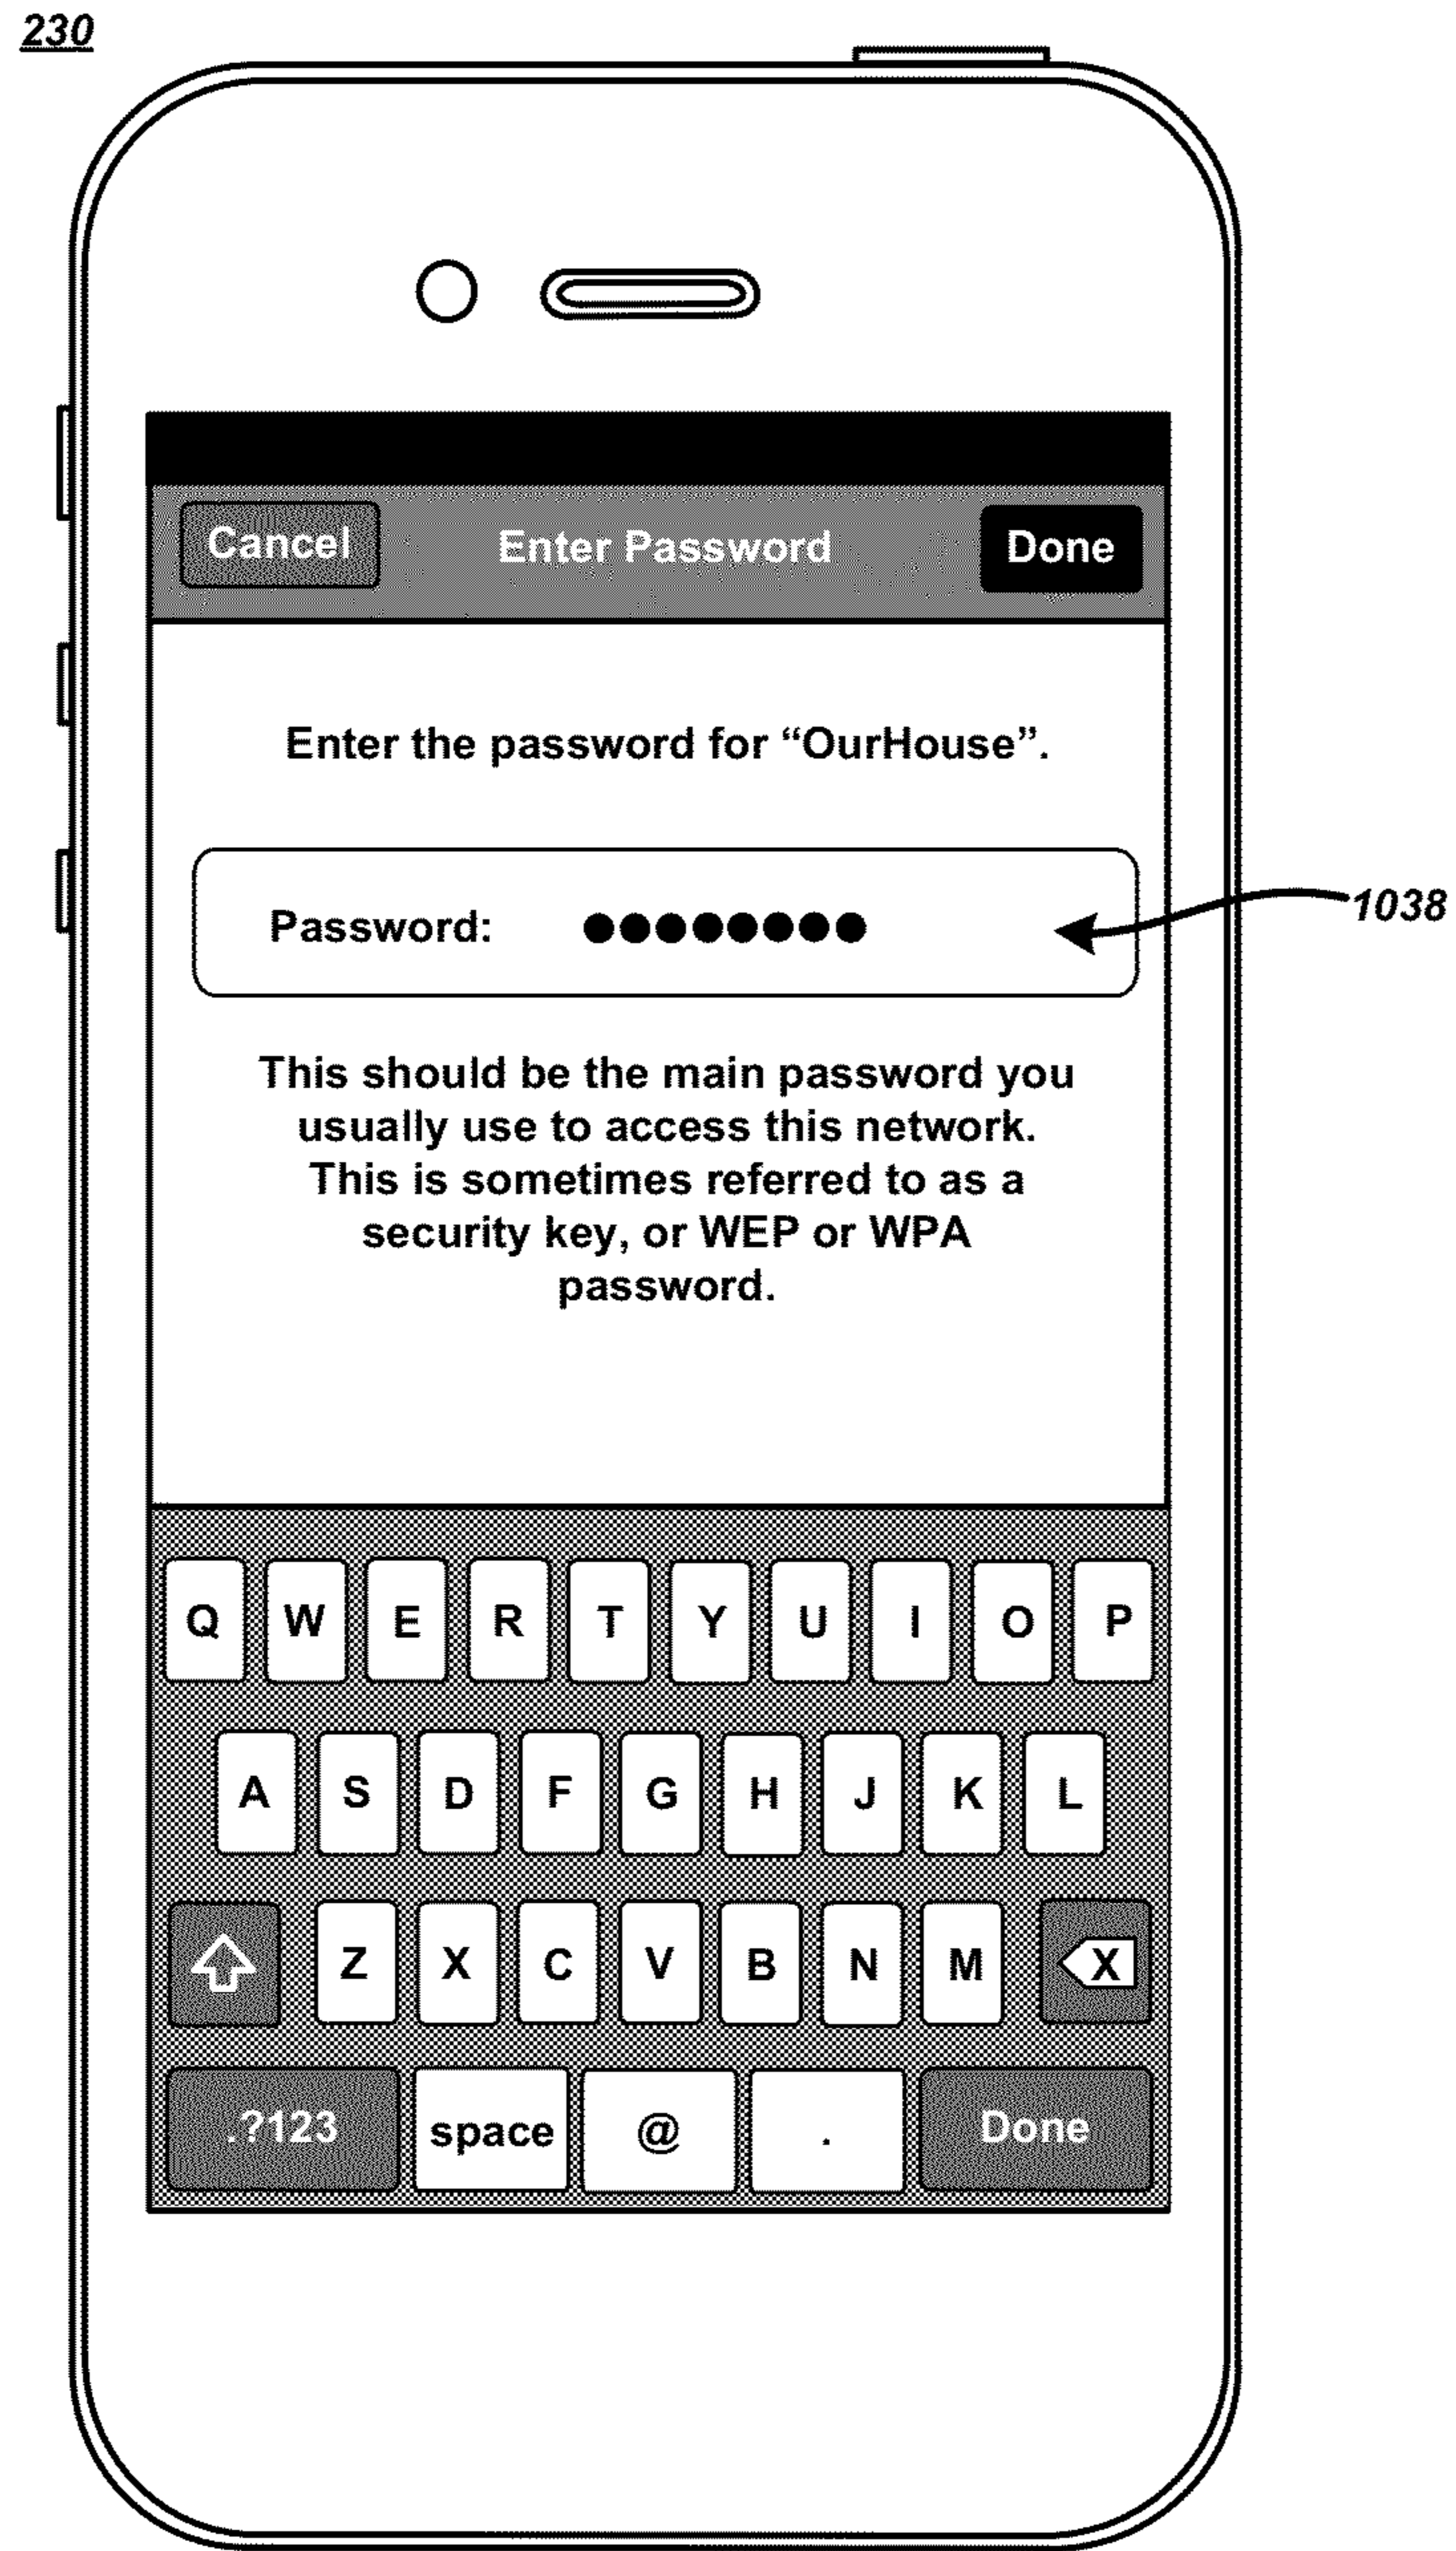 230
Cancel Enter Password Done
Enter the password for “OurHouse”.
Password: ●●●●●●●●
1038
This should be the main password you
usually use to access this network.
This is sometimes referred to as a
security key, or WEP or WPA
password.
Q W E R T Y U I O P
A S D F G H J K L
Z X C V B N M X
.?123 space @ . Done